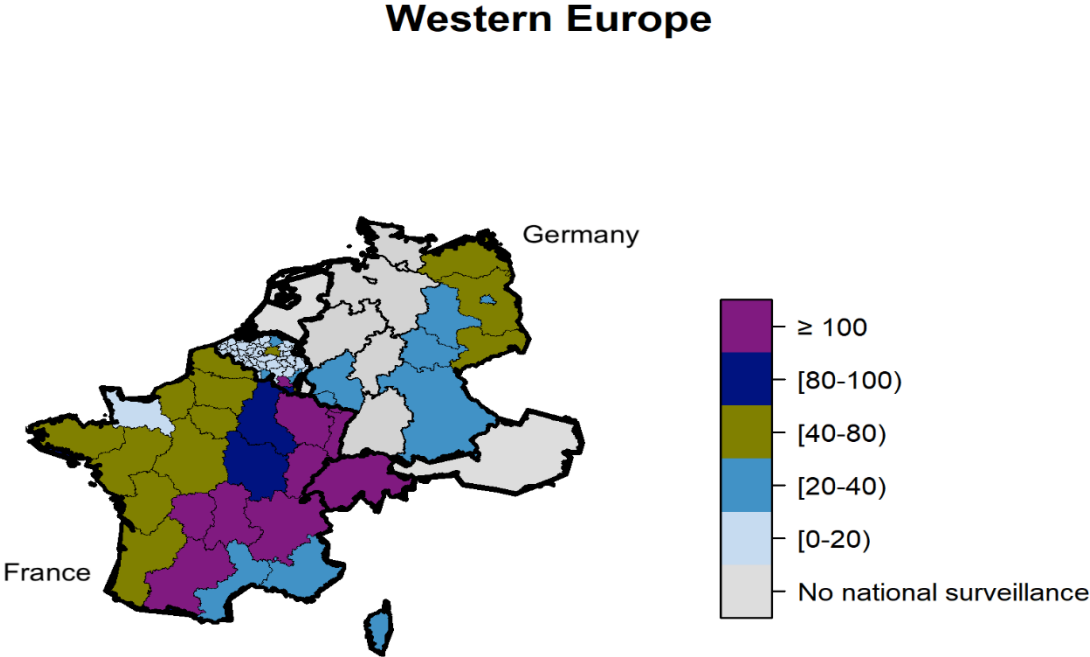 Western Europe
Germany
≥ 100
[80-100)
[40-80)
[20-40)
[0-20)
France
No national surveillance